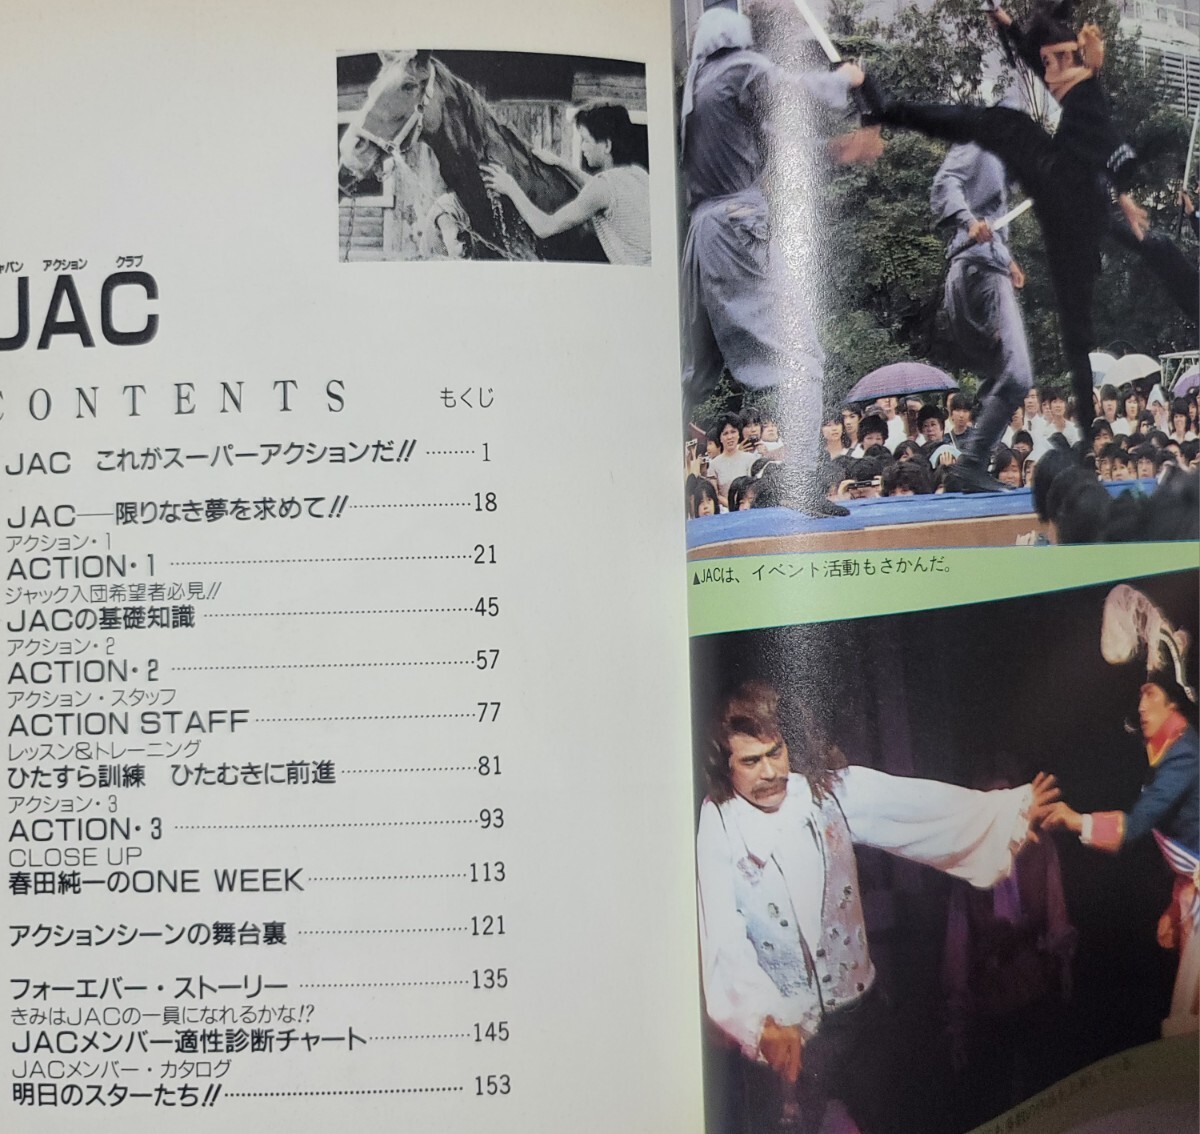 ャパン アクション クラブ
JAC
CONTENTS もくじ
JAC これがスーパーアクションだ!! ………1
JAC──限りなき夢を求めて!! ………18
アクション・1
ACTION・1 ………21
ジャック入団希望者必見!!
JACの基礎知識 ………45
アクション・2
ACTION・2 ………57
アクション・スタッフ
ACTION STAFF ………77
レッスン&トレーニング
ひたすら訓練 ひたむきに前進 ………81
アクション・3
ACTION・3 ………93
CLOSE UP
春田純一のONE WEEK ………113
アクションシーンの舞台裏 ………121
フォーエバー・ストーリー ………135
きみはJACの一員になれるかな!?
JACメンバー適性診断チャート ………145
JACメンバー・カタログ
明日のスターたち!! ………153
▲JACは、イベント活動もさかんだ。